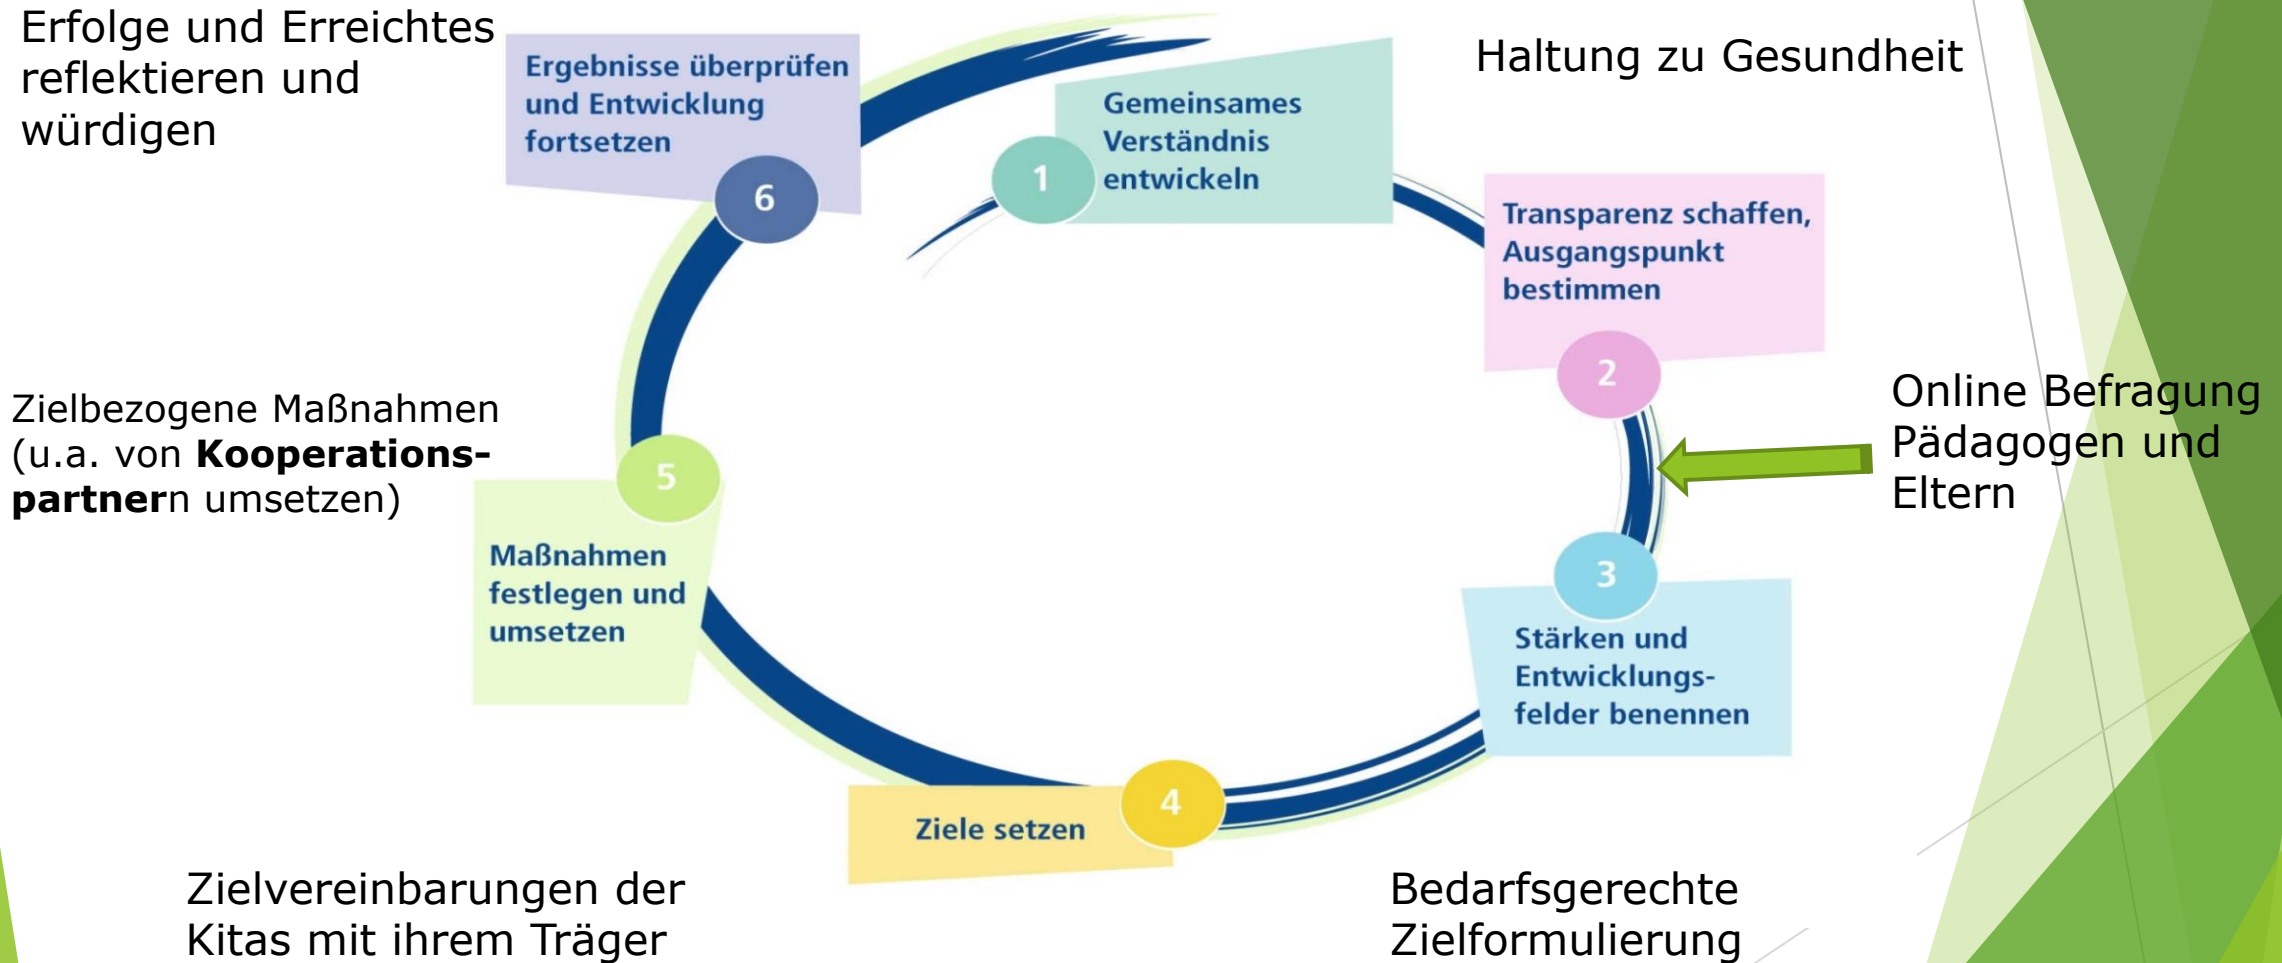 Erfolge und Erreichtes
reflektieren und
würdigen
Ergebnisse überprüfen
und Entwicklung
fortsetzen
6
1
Gemeinsames
Verständnis
entwickeln
Haltung zu Gesundheit
Transparenz schaffen,
Ausgangspunkt
bestimmen
2
Online Befragung
Pädagogen und
Eltern
3
Stärken und
Entwicklungs-
felder benennen
Zielbezogene Maßnahmen
(u.a. von Kooperations-
partnern umsetzen)
5
Maßnahmen
festlegen und
umsetzen
4
Ziele setzen
Zielvereinbarungen der
Kitas mit ihrem Träger
Bedarfsgerechte
Zielformulierung